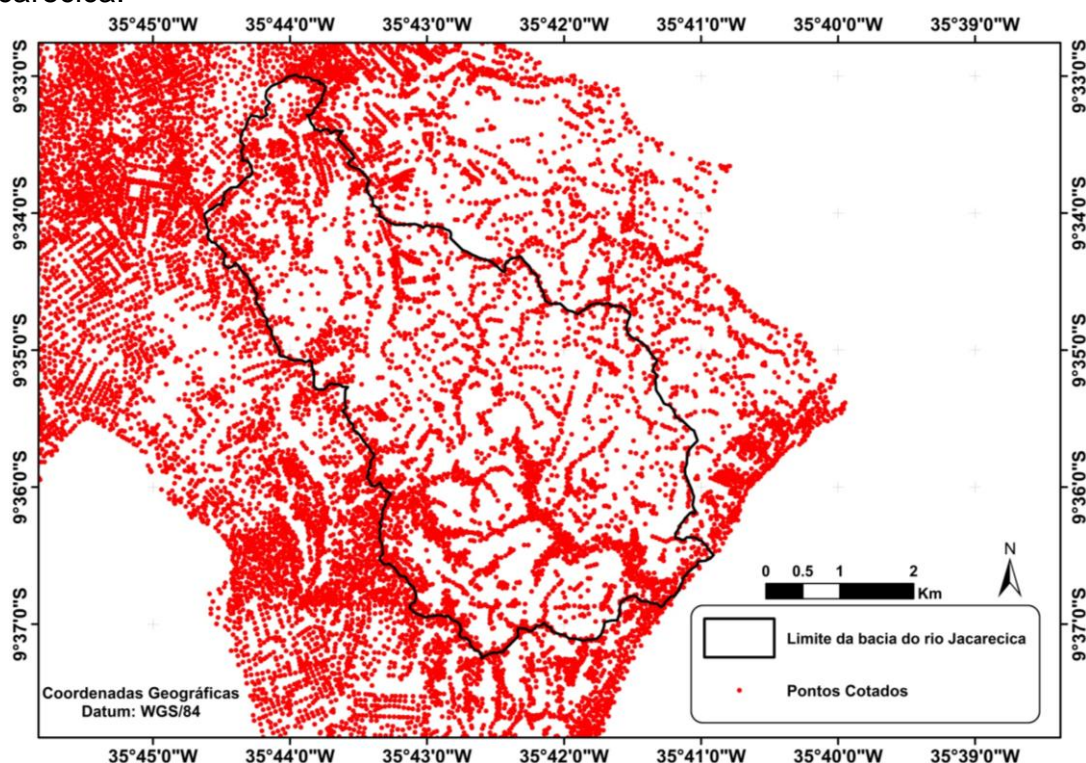 35°45'0"W 35°44'0"W 35°43'0"W 35°42'0"W 35°41'0"W 35°40'0"W 35°39'0"W
9°33'0"S 9°33'0"S
9°34'0"S 9°34'0"S
9°35'0"S 9°35'0"S
9°36'0"S 9°36'0"S
N
0 0.5 1 2
Km
9°37'0"S 9°37'0"S
Limite da bacia do rio Jacarecica
Pontos Cotados
Coordenadas Geográficas
Datum: WGS/84
35°45'0"W 35°44'0"W 35°43'0"W 35°42'0"W 35°41'0"W 35°40'0"W 35°39'0"W